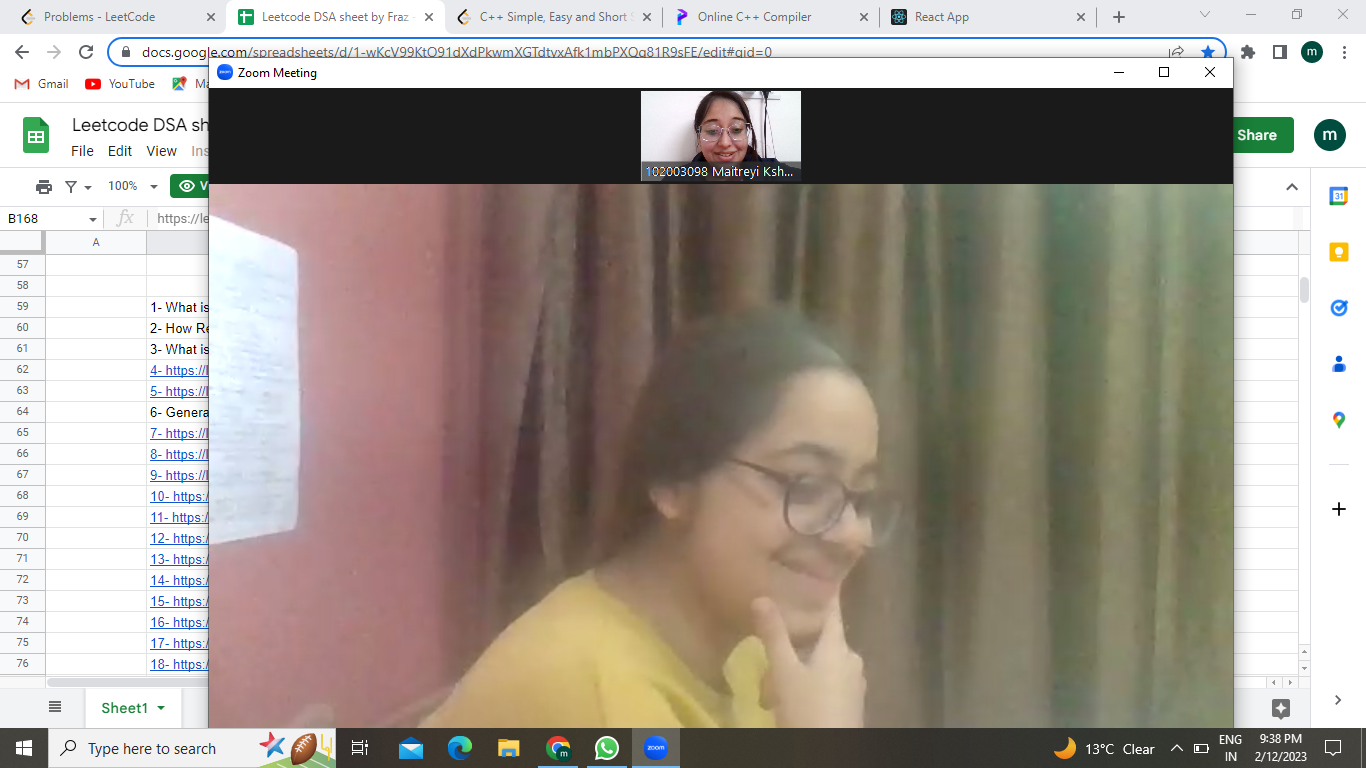 Problems - LeetCode
Leetcode DSA sheet by Fraz -
C++ Simple, Easy and Short
Online C++ Compiler
React App
docs.google.com/spreadsheets/d/1-wKcV99KtO91dXdPkwmXGTdtyxAfk1mbPXQq81R9sFE/edit#gid=0
m
Gmail
YouTube
Zoom Meeting
102003098 Maitreyi Ksh...
Leetcode DSA sh
Share
m
File Edit View Ins
100%
B168
fx
https://le
A
57
58
59 1- What is
60 2- How Re
61 3- What is
62 4- https://l
63 5- https://l
64 6- Genera
65 7- https://l
66 8- https://l
67 9- https://l
68 10- https:/
69 11- https:/
70 12- https:/
71 13- https:/
72 14- https:/
73 15- https:/
74 16- https:/
75 17- https:/
76 18- https:/
Sheet1
Type here to search
zoom
13°C Clear
ENG
IN
9:38 PM
2/12/2023